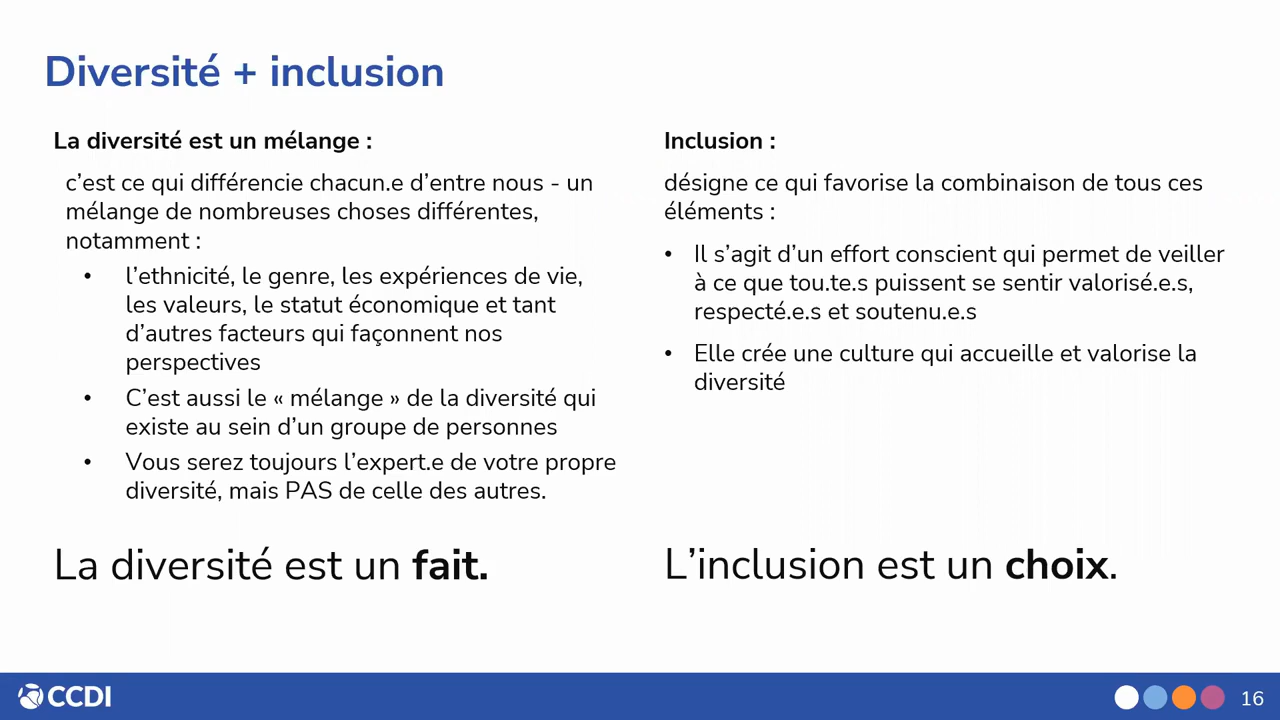 Diversité + inclusion
La diversité est un mélange :
c’est ce qui différencie chacun.e d’entre nous - un
mélange de nombreuses choses différentes,
notamment :
• l’ethnicité, le genre, les expériences de vie,
les valeurs, le statut économique et tant
d’autres facteurs qui façonnent nos
perspectives
• C’est aussi le « mélange » de la diversité qui
existe au sein d’un groupe de personnes
• Vous serez toujours l’expert.e de votre propre
diversité, mais PAS de celle des autres.
La diversité est un fait.
Inclusion :
désigne ce qui favorise la combinaison de tous ces
éléments :
• Il s’agit d’un effort conscient qui permet de veiller
à ce que tou.te.s puissent se sentir valorisé.e.s,
respecté.e.s et soutenu.e.s
• Elle crée une culture qui accueille et valorise la
diversité
L’inclusion est un choix.
CCDI
16